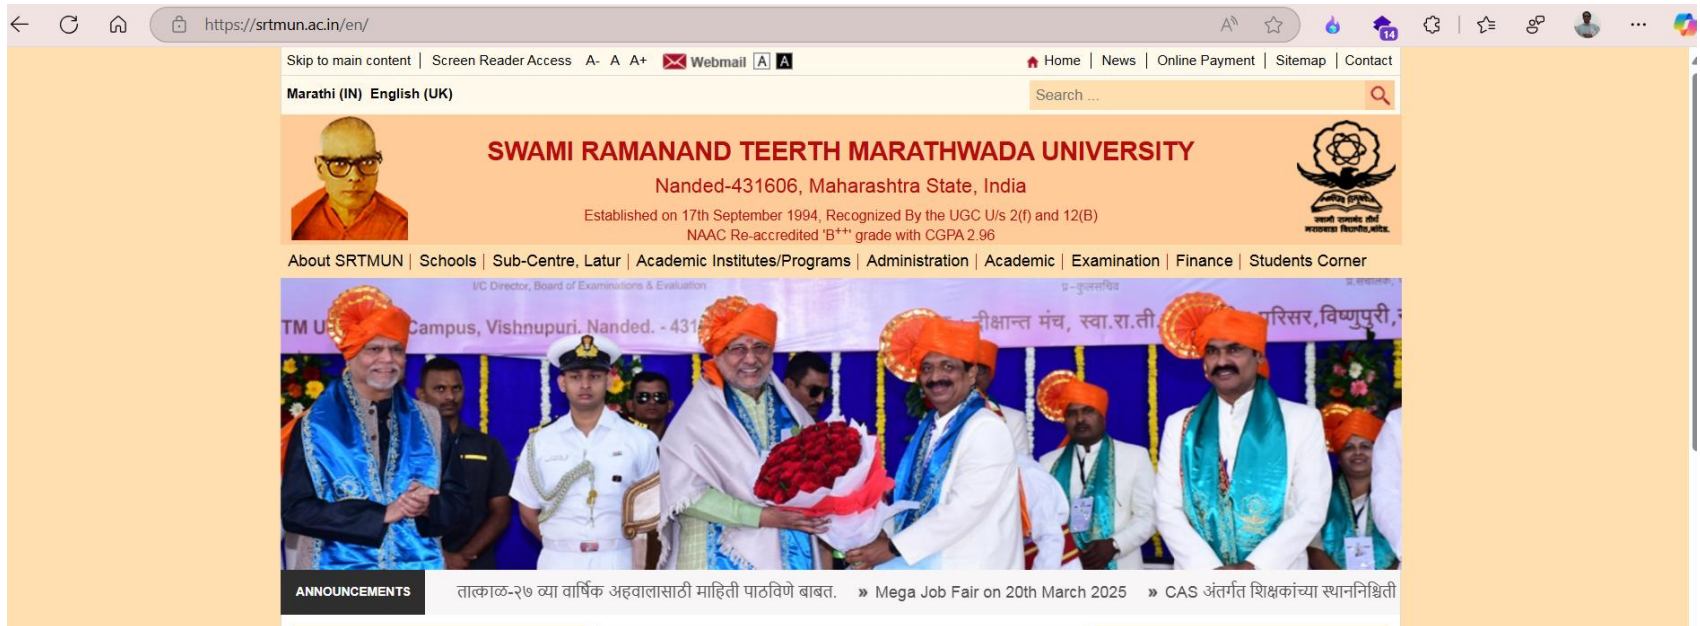 https://srtmun.ac.in/en/
14
Skip to main content | Screen Reader Access A- A A+ Webmail A A
Home | News | Online Payment | Sitemap | Contact
Marathi (IN) English (UK)
Search ...
SWAMI RAMANAND TEERTH MARATHWADA UNIVERSITY
Nanded-431606, Maharashtra State, India
Established on 17th September 1994, Recognized By the UGC U/s 2(f) and 12(B)
NAAC Re-accredited 'B++' grade with CGPA 2.96
स्वामी रामानंद तीर्थ
मराठवाडा विद्यापीठ, नांदेड.
About SRTMUN | Schools | Sub-Centre, Latur | Academic Institutes/Programs | Administration | Academic | Examination | Finance | Students Corner
I/C Director, Board of Examinations & Evaluation
प्र-कुलसचिव
प्र.संचालक,
TM U Campus, Vishnupuri. Nanded. - 431
दीक्षान्त मंच, स्वा.रा.ती. परिसर, विष्णुपुरी,
ANNOUNCEMENTS तात्काळ-२७ व्या वार्षिक अहवालासाठी माहिती पाठविणे बाबत. » Mega Job Fair on 20th March 2025 » CAS अंतर्गत शिक्षकांच्या स्थाननिश्चिती